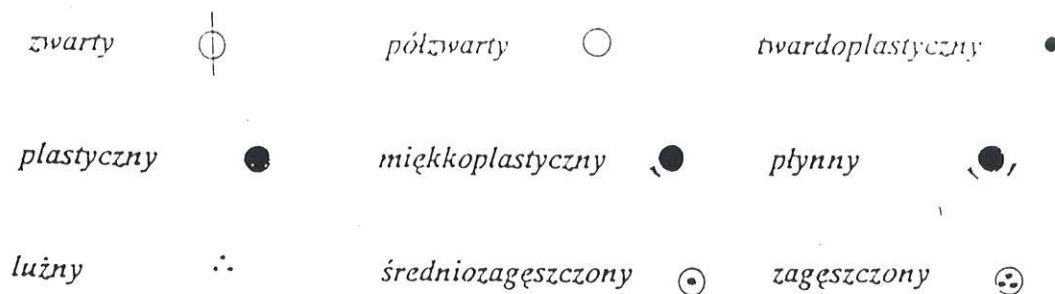 zwarty półzwarty twardoplastyczny
plastyczny miękkoplastyczny płynny
luźny średniozagęszczony zagęszczony